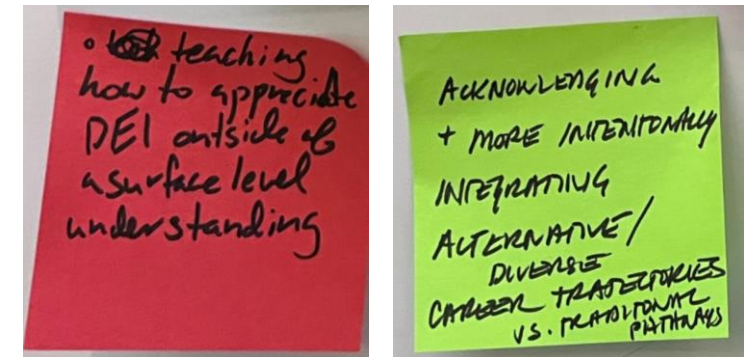 • teaching
how to appreciate
DEI outside of
a surface level
understanding
ACKNOWLEDGING
+ MORE INTENTIONALLY
INTEGRATING
ALTERNATIVE/
DIVERSE
CAREER TRAJECTORIES
VS. TRADITIONAL
PATHWAYS